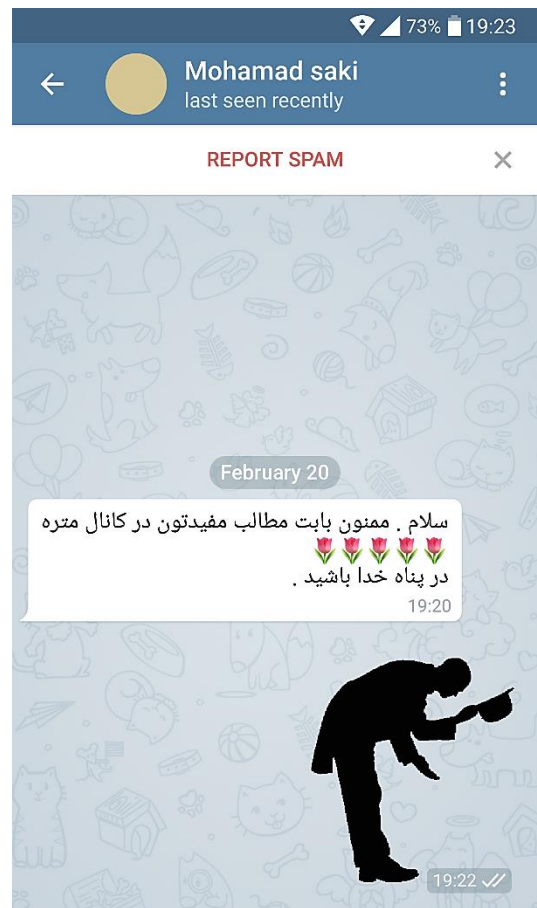 73% 19:23
Mohamad saki
last seen recently
REPORT SPAM
February 20
سلام . ممنون بابت مطالب مفیدتون در کانال متره
🌷🌷🌷🌷🌷
در پناه خدا باشید .
19:20
19:22